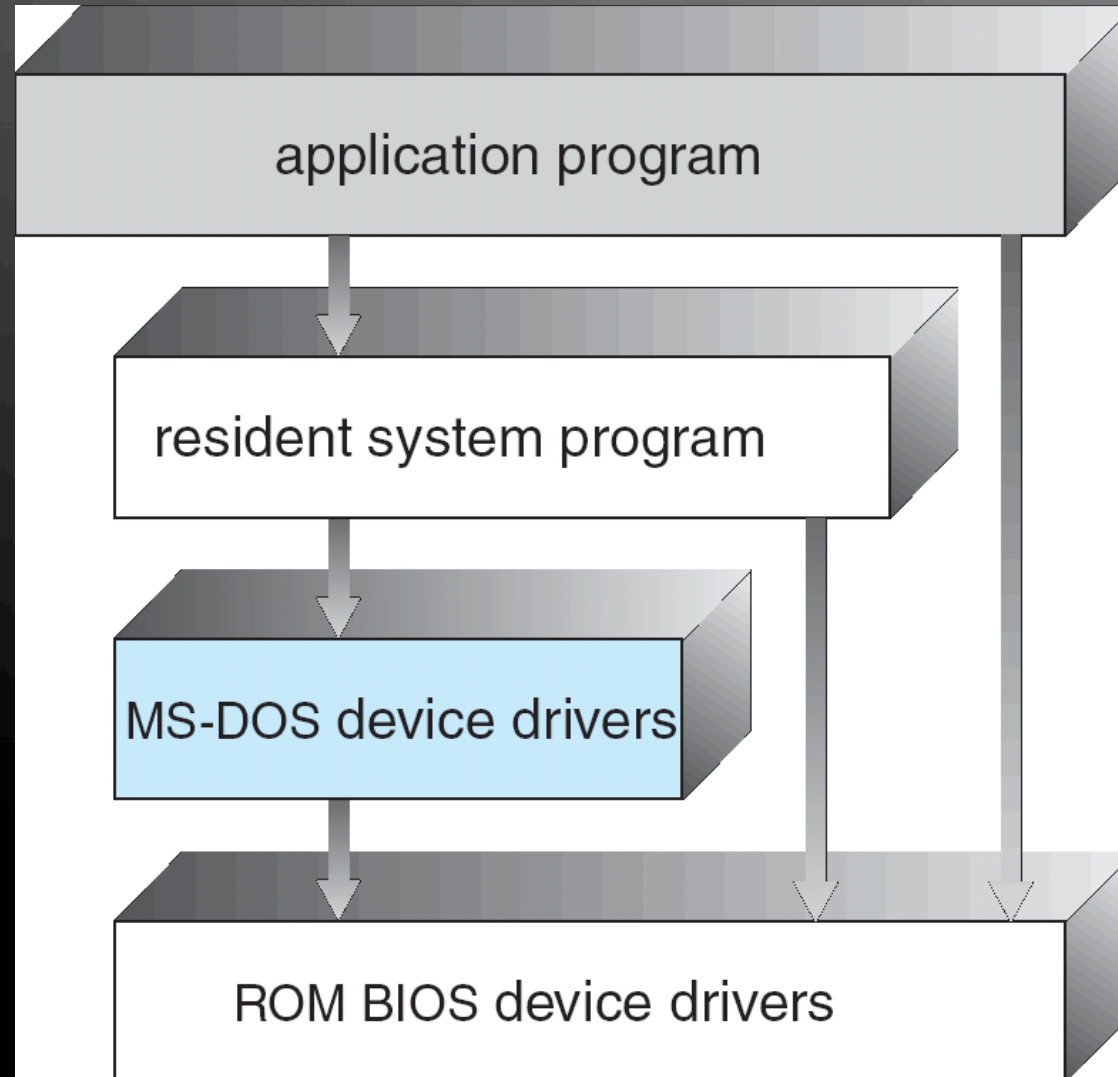 application program
resident system program
MS-DOS device drivers
ROM BIOS device drivers